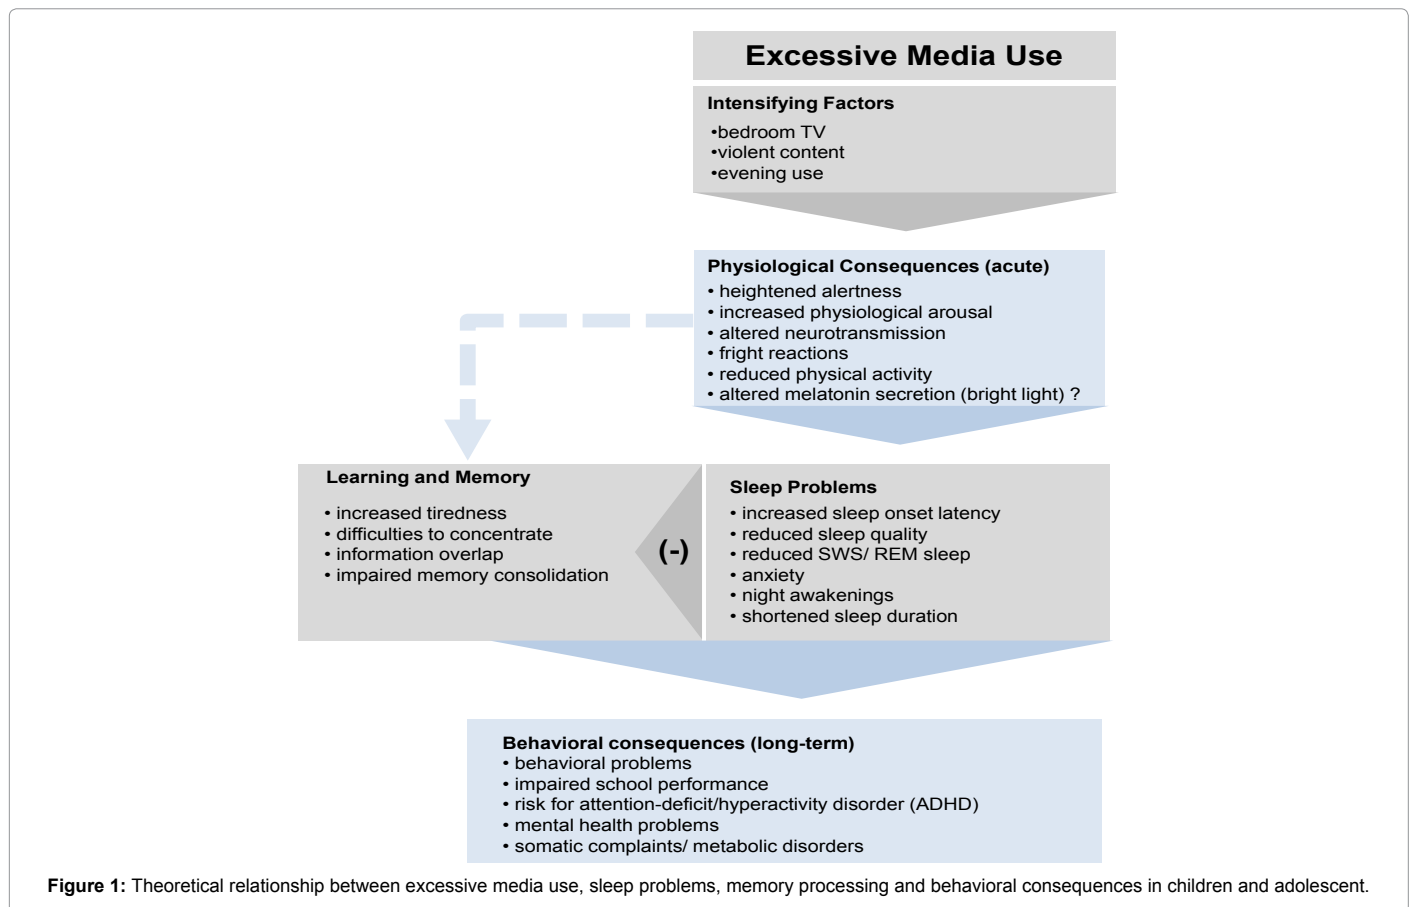 Excessive Media Use
Intensifying Factors
•bedroom TV
•violent content
•evening use
Physiological Consequences (acute)
• heightened alertness
• increased physiological arousal
• altered neurotransmission
• fright reactions
• reduced physical activity
• altered melatonin secretion (bright light) ?
Learning and Memory
• increased tiredness
• difficulties to concentrate
• information overlap
• impaired memory consolidation
(-)
Sleep Problems
• increased sleep onset latency
• reduced sleep quality
• reduced SWS/ REM sleep
• anxiety
• night awakenings
• shortened sleep duration
Behavioral consequences (long-term)
• behavioral problems
• impaired school performance
• risk for attention-deficit/hyperactivity disorder (ADHD)
• mental health problems
• somatic complaints/ metabolic disorders
Figure 1: Theoretical relationship between excessive media use, sleep problems, memory processing and behavioral consequences in children and adolescent.